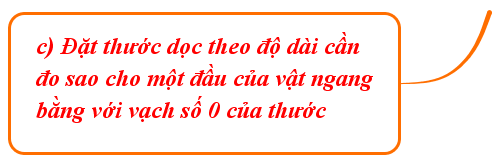 c) Đặt thước dọc theo độ dài cần
đo sao cho một đầu của vật ngang
bằng với vạch số 0 của thước